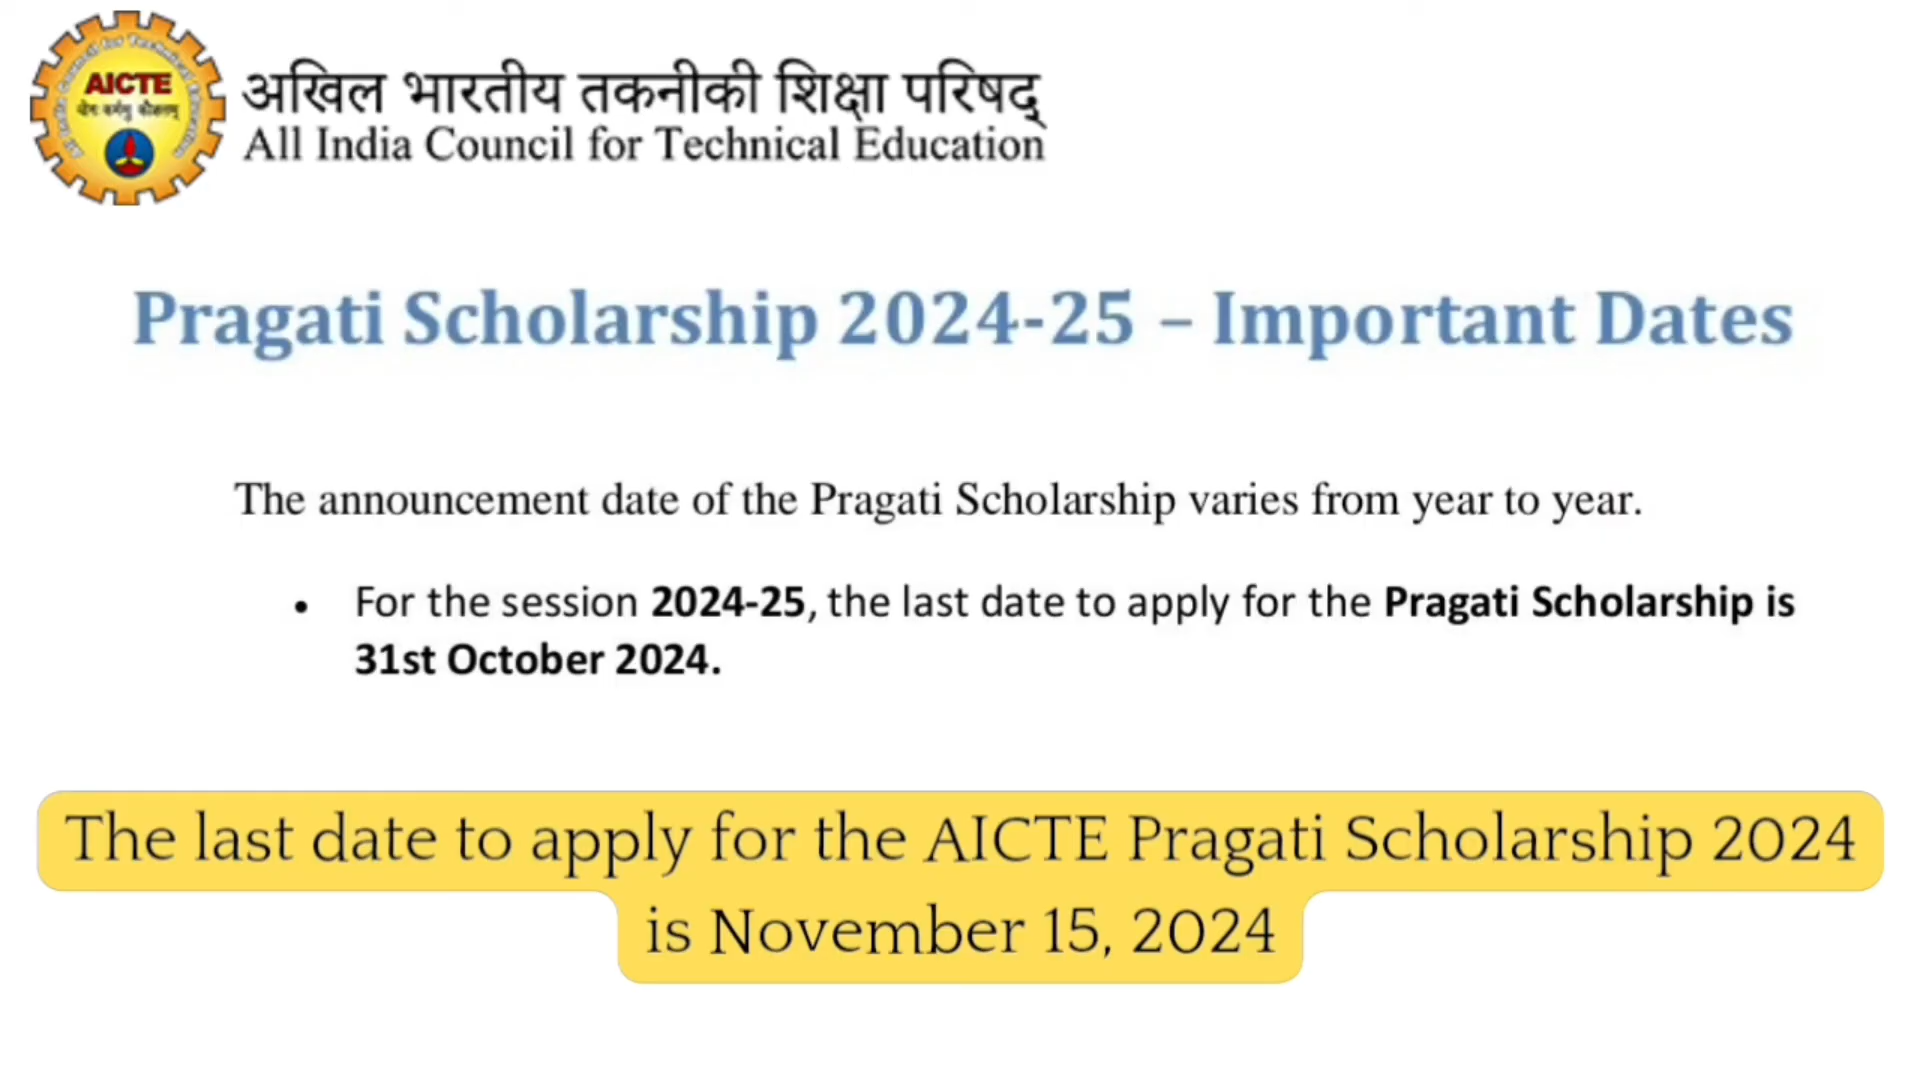 AICTE
योगः कर्मसु कौशलम्
अखिल भारतीय तकनीकी शिक्षा परिषद्
All India Council for Technical Education
Pragati Scholarship 2024-25 – Important Dates
The announcement date of the Pragati Scholarship varies from year to year.
• For the session 2024-25, the last date to apply for the Pragati Scholarship is
31st October 2024.
The last date to apply for the AICTE Pragati Scholarship 2024
is November 15, 2024